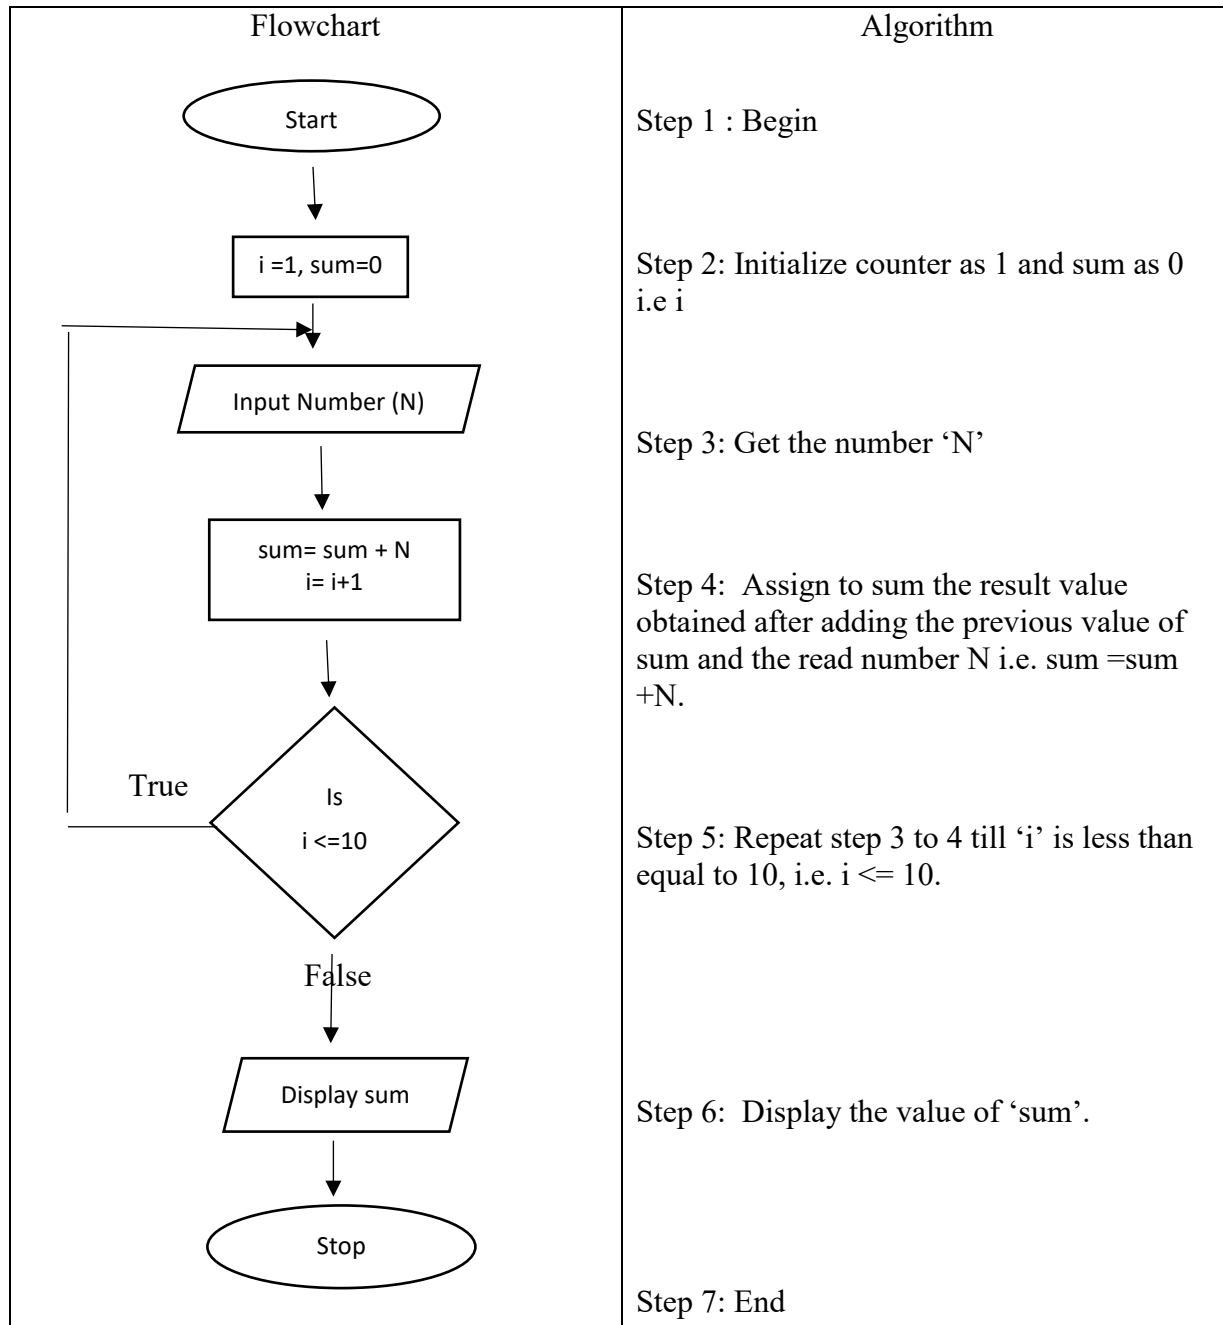 Flowchart
Start
i =1, sum=0
Input Number (N)
sum= sum + N
i= i+1
True
Is
i <=10
False
Display sum
Stop
Algorithm
Step 1 : Begin
Step 2: Initialize counter as 1 and sum as 0
i.e i
Step 3: Get the number ‘N’
Step 4:  Assign to sum the result value
obtained after adding the previous value of
sum and the read number N i.e. sum =sum
+N.
Step 5: Repeat step 3 to 4 till ‘i’ is less than
equal to 10, i.e. i <= 10.
Step 6:  Display the value of ‘sum’.
Step 7: End